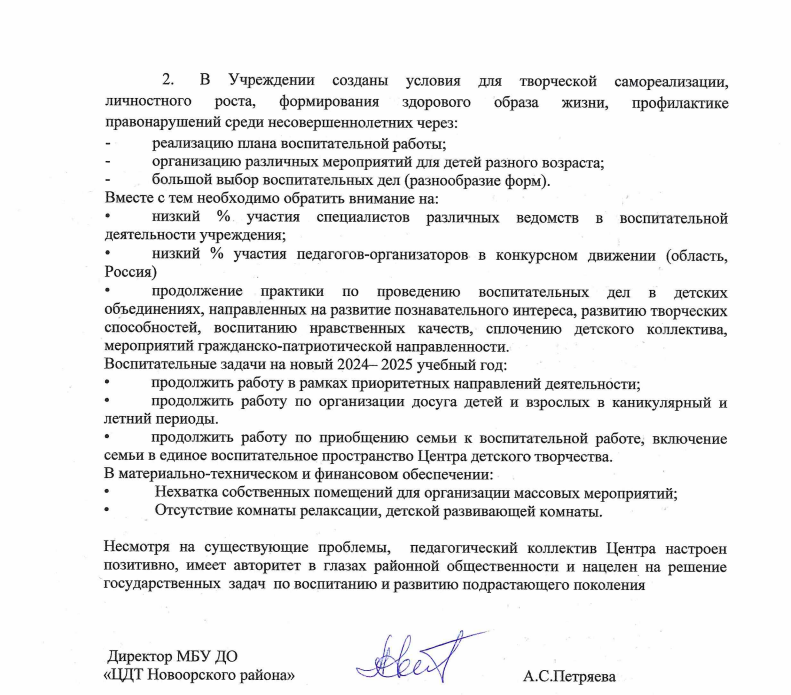 2. В Учреждении созданы условия для творческой самореализации,
личностного роста, формирования здорового образа жизни, профилактике
правонарушений среди несовершеннолетних через:
- реализацию плана воспитательной работы;
- организацию различных мероприятий для детей разного возраста;
- большой выбор воспитательных дел (разнообразие форм).
Вместе с тем необходимо обратить внимание на:
• низкий % участия специалистов различных ведомств в воспитательной
деятельности учреждения;
• низкий % участия педагогов-организаторов в конкурсном движении (область,
Россия)
• продолжение практики по проведению воспитательных дел в детских
объединениях, направленных на развитие познавательного интереса, развитию творческих
способностей, воспитанию нравственных качеств, сплочению детского коллектива,
мероприятий гражданско-патриотической направленности.
Воспитательные задачи на новый 2024– 2025 учебный год:
• продолжить работу в рамках приоритетных направлений деятельности;
• продолжить работу по организации досуга детей и взрослых в каникулярный и
летний периоды.
• продолжить работу по приобщению семьи к воспитательной работе, включение
семьи в единое воспитательное пространство Центра детского творчества.
В материально-техническом и финансовом обеспечении:
• Нехватка собственных помещений для организации массовых мероприятий;
• Отсутствие комнаты релаксации, детской развивающей комнаты.
Несмотря на существующие проблемы, педагогический коллектив Центра настроен
позитивно, имеет авторитет в глазах районной общественности и нацелен на решение
государственных задач по воспитанию и развитию подрастающего поколения
Директор МБУ ДО
«ЦДТ Новоорского района» А.С.Петряева